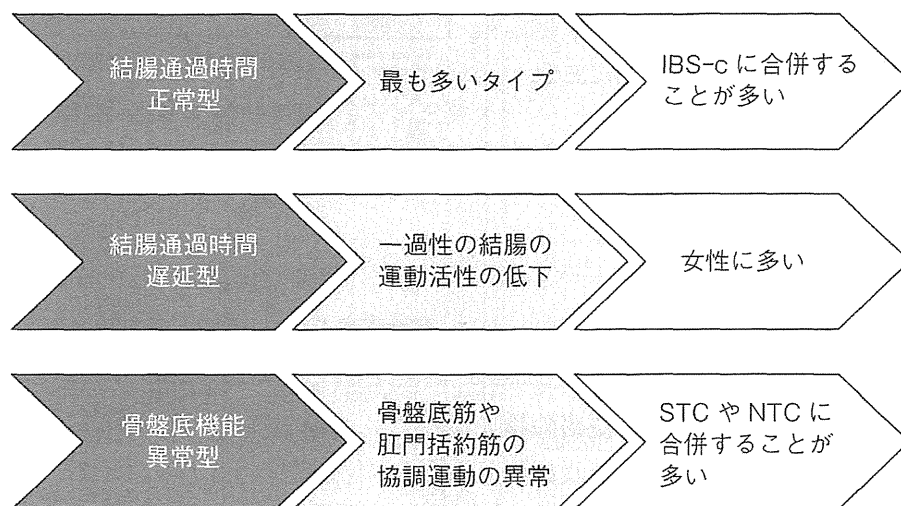 結腸通過時間
正常型
最も多いタイプ
IBS-c に合併する
ことが多い
結腸通過時間
遅延型
一過性の結腸の
運動活性の低下
女性に多い
骨盤底機能
異常型
骨盤底筋や
肛門括約筋の
協調運動の異常
STC や NTC に
合併することが
多い